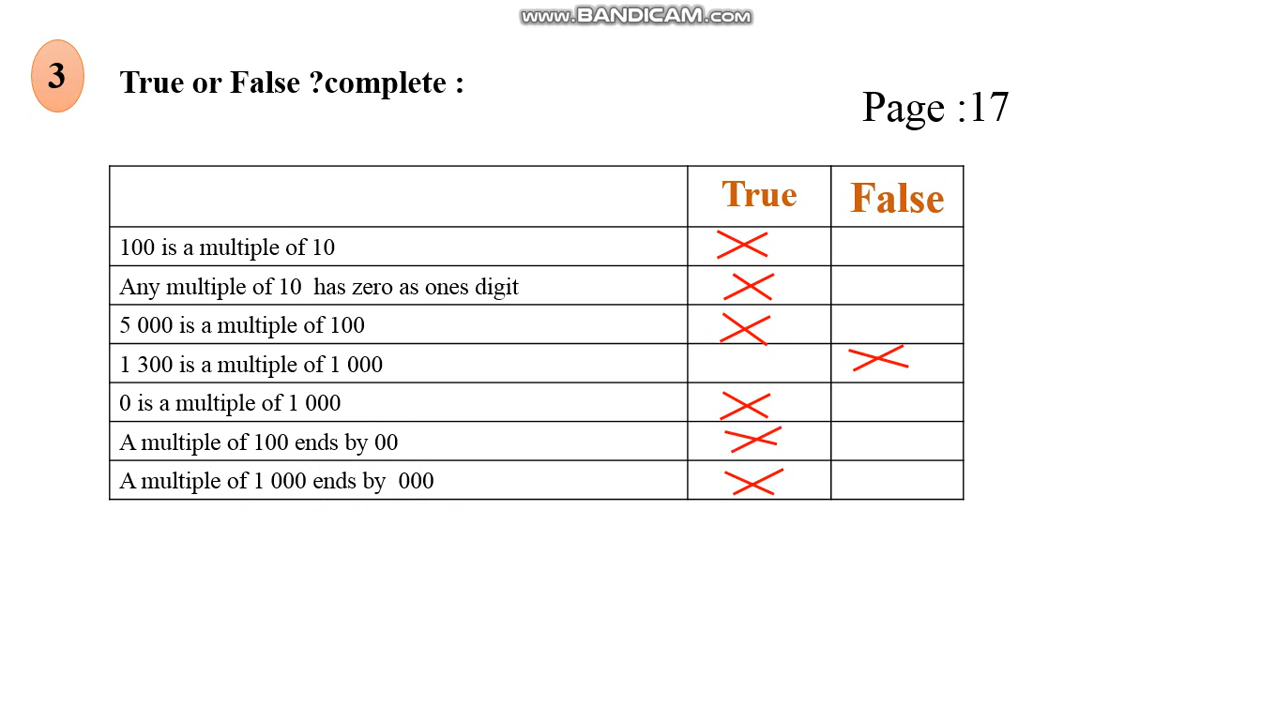 www.BANDICAM.com
3
True or False ?complete :
Page :17
True False
100 is a multiple of 10
Any multiple of 10  has zero as ones digit
5 000 is a multiple of 100
1 300 is a multiple of 1 000
0 is a multiple of 1 000
A multiple of 100 ends by 00
A multiple of 1 000 ends by  000